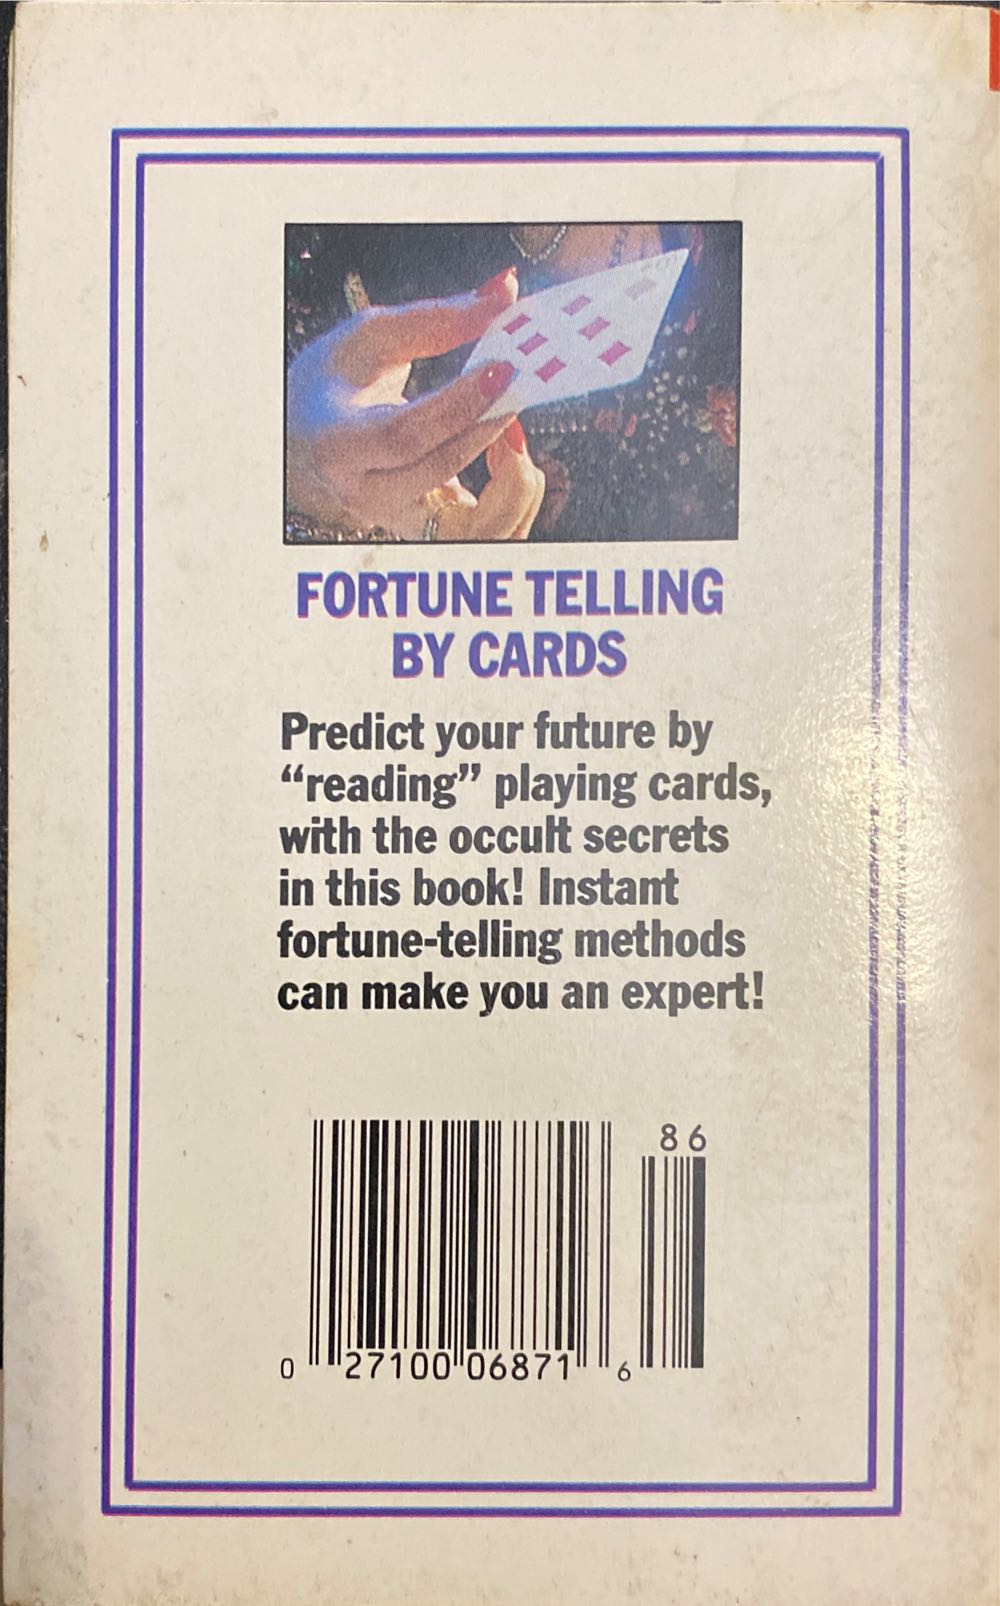 FORTUNE TELLING
BY CARDS
Predict your future by
“reading” playing cards,
with the occult secrets
in this book! Instant
fortune-telling methods
can make you an expert!
86
0 27100 06871 6